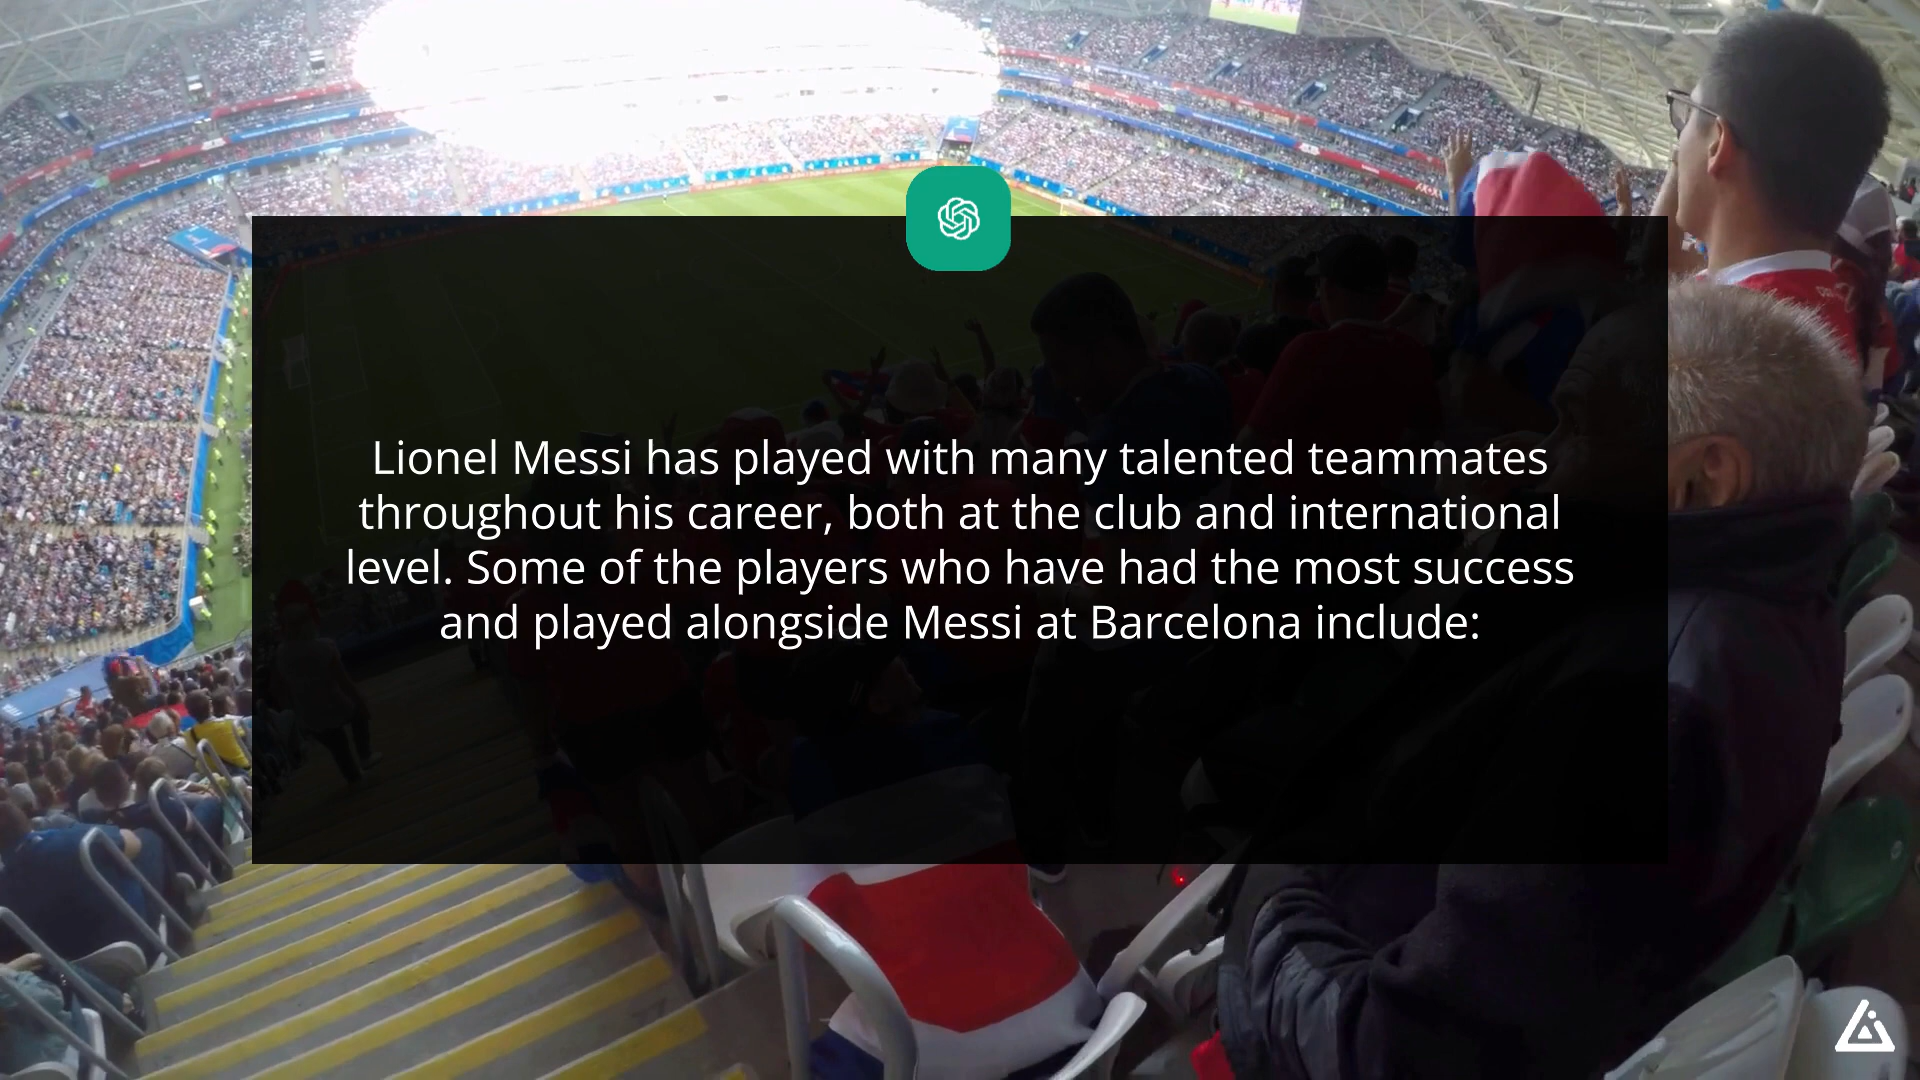 Lionel Messi has played with many talented teammates
throughout his career, both at the club and international
level. Some of the players who have had the most success
and played alongside Messi at Barcelona include: